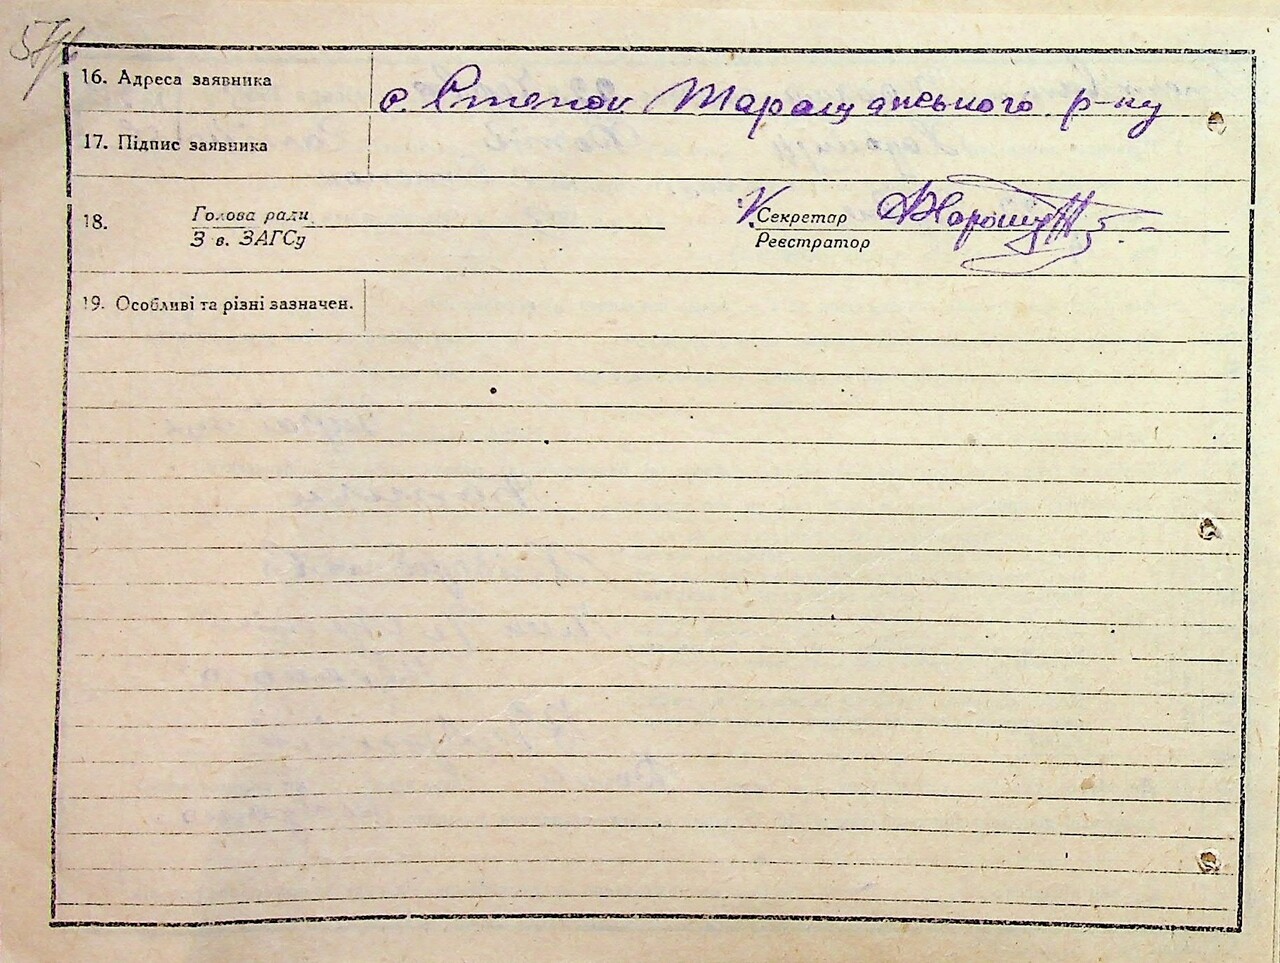 16. Адреса заявника с. Степок Таращанського р-ну
17. Підпис заявника
18. Голова ради Секретар
З в. ЗАГСу Реєстратор
19. Особливі та різні зазначен.